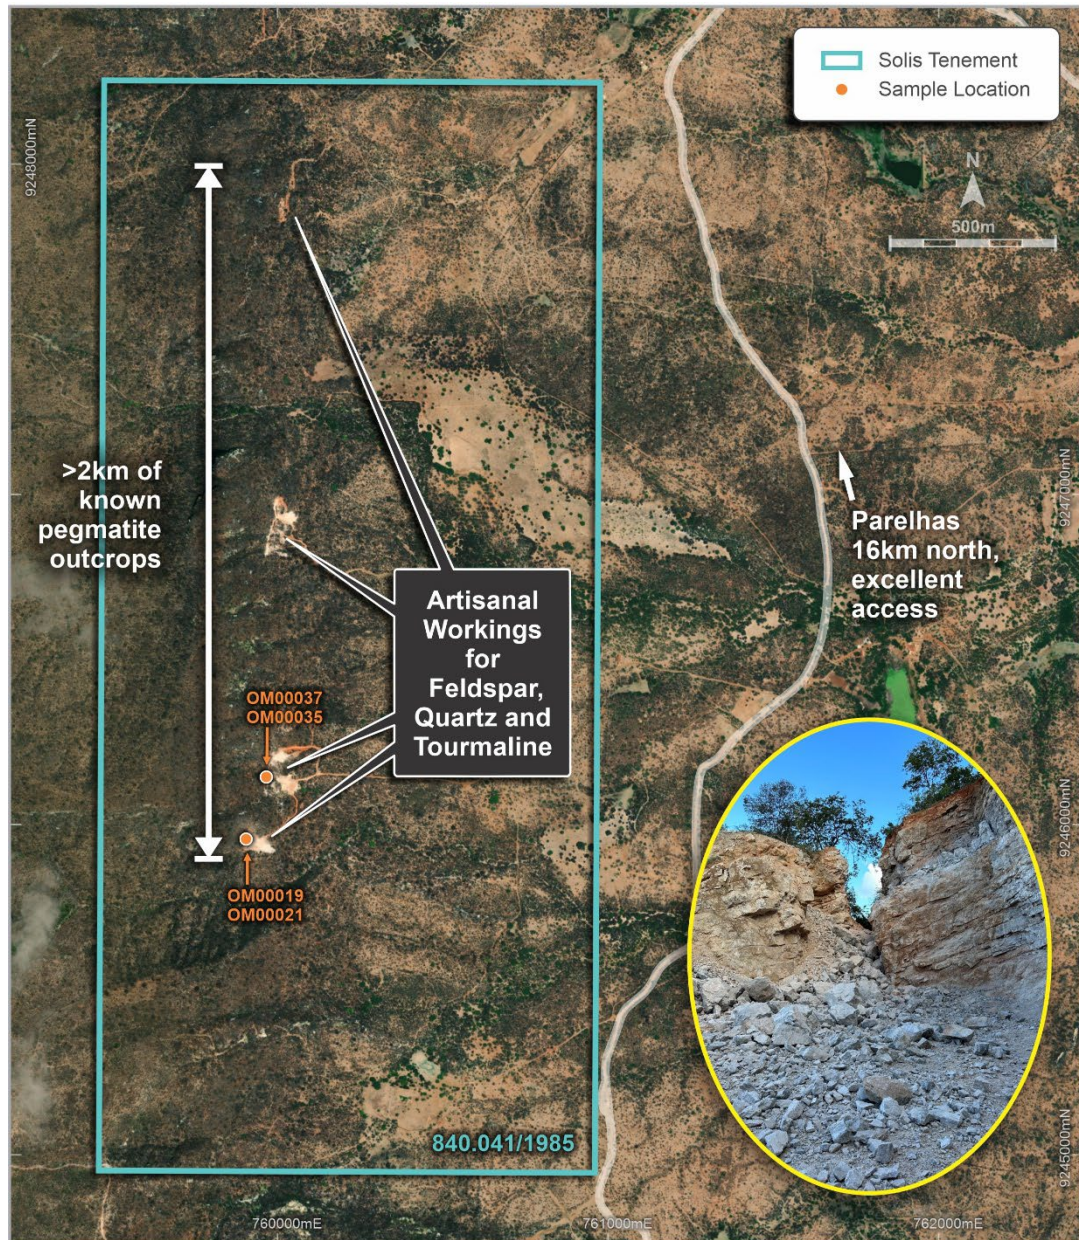 Solis Tenement
Sample Location
9248000mN
N
500m
>2km of
known
pegmatite
outcrops
9247000mN
Parelhas
16km north,
excellent
access
Artisanal
Workings
for
Feldspar,
Quartz and
Tourmaline
OM00037
OM00035
9246000mN
OM00019
OM00021
840.041/1985
9245000mN
760000mE
761000mE
762000mE